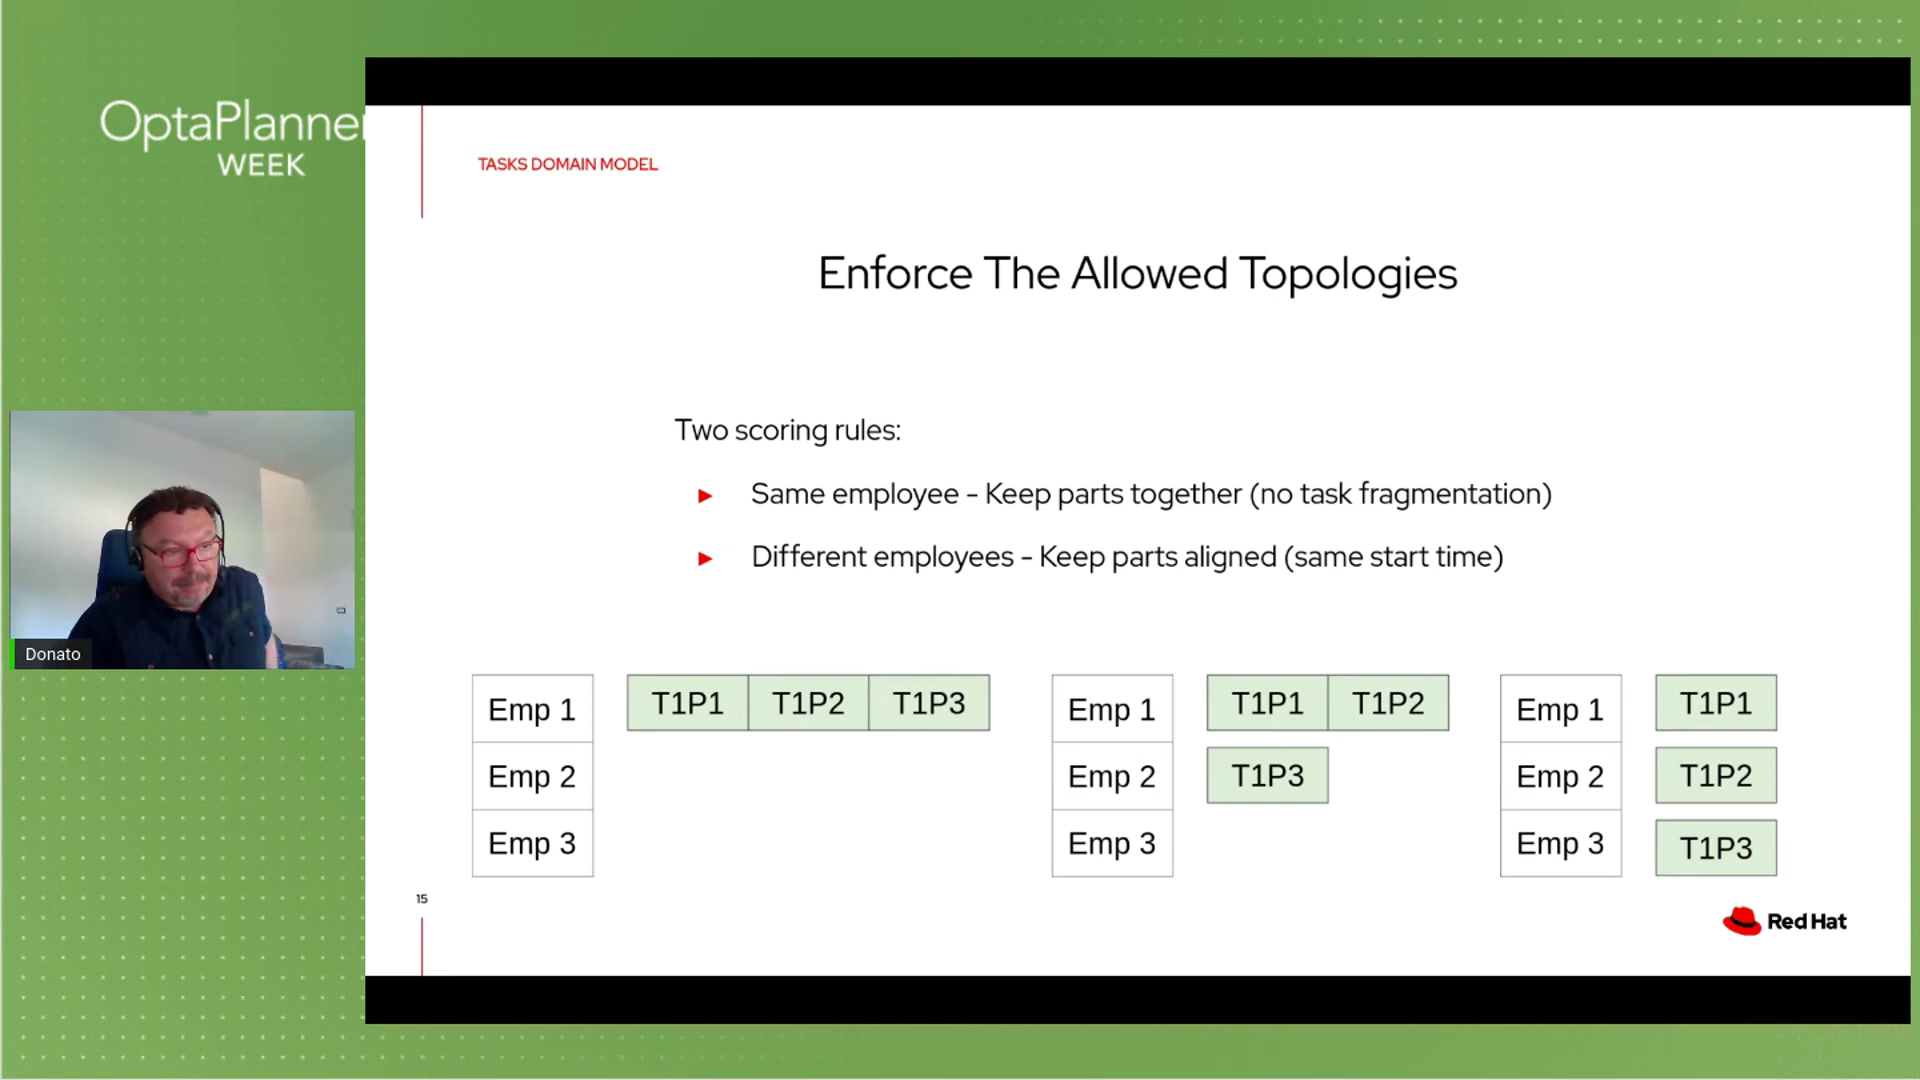 OptaPlanner
WEEK
TASKS DOMAIN MODEL
Enforce The Allowed Topologies
Two scoring rules:
Same employee - Keep parts together (no task fragmentation)
Different employees - Keep parts aligned (same start time)
Emp 1 T1P1 T1P2 T1P3
Emp 2
Emp 3
Emp 1 T1P1 T1P2
Emp 2 T1P3
Emp 3
Emp 1 T1P1
Emp 2 T1P2
Emp 3 T1P3
15
Red Hat
Donato